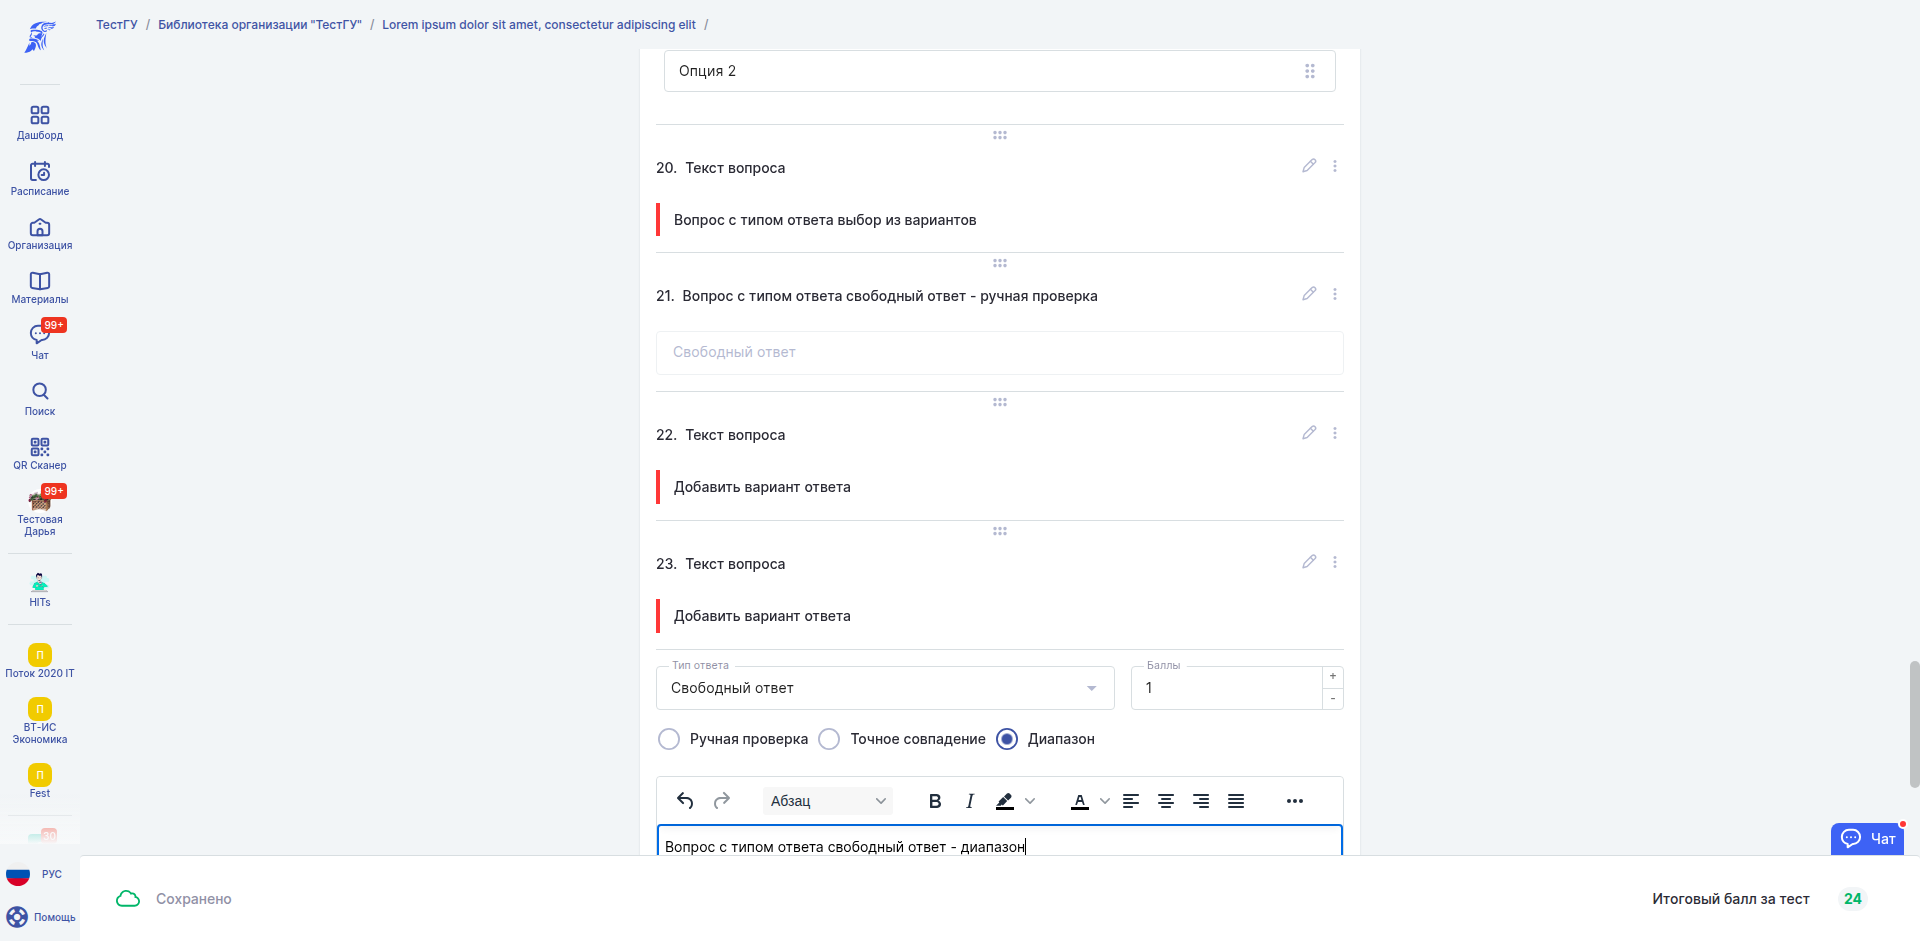 ТестГУ / Библиотека организации "ТестГУ" / Lorem ipsum dolor sit amet, consectetur adipiscing elit /
Дашборд
Расписание
Организация
Материалы
99+
Чат
Поиск
QR Сканер
99+
Тестовая
Дарья
HITs
П
Поток 2020 IT
П
ВТ-ИС
Экономика
П
Fest
30
РУС
Помощь
Опция 2
20. Текст вопроса
Вопрос с типом ответа выбор из вариантов
21. Вопрос с типом ответа свободный ответ - ручная проверка
Свободный ответ
22. Текст вопроса
Добавить вариант ответа
23. Текст вопроса
Добавить вариант ответа
Тип ответа
Свободный ответ
Баллы
1
+
-
Ручная проверка Точное совпадение Диапазон
Абзац B I A
Вопрос с типом ответа свободный ответ - диапазон
Чат
Сохранено
Итоговый балл за тест 24